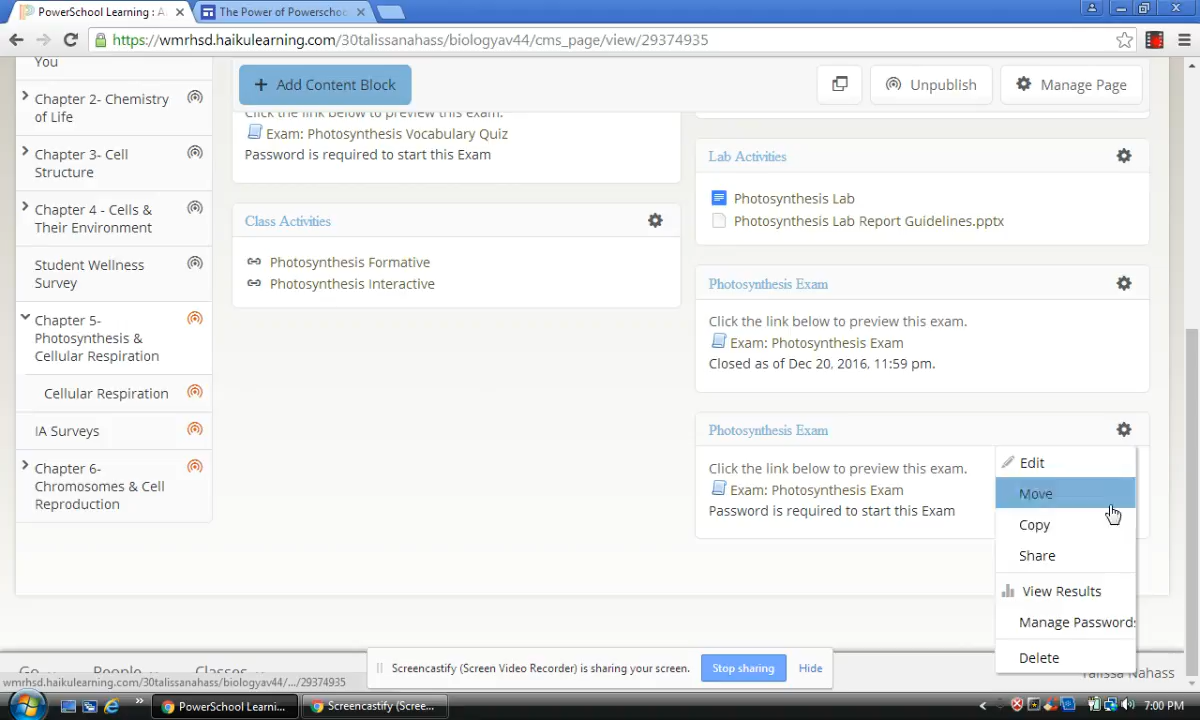 PowerSchool Learning : A
The Power of Powerschoo
https://wmrhsd.haikulearning.com/30talissanahass/biologyav44/cms_page/view/29374935
You
Chapter 2- Chemistry
of Life
Chapter 3- Cell
Structure
Chapter 4 - Cells &
Their Environment
Student Wellness
Survey
Chapter 5-
Photosynthesis &
Cellular Respiration
Cellular Respiration
IA Surveys
Chapter 6-
Chromosomes & Cell
Reproduction
+ Add Content Block
Unpublish
Manage Page
Click the link below to preview this exam.
Exam: Photosynthesis Vocabulary Quiz
Password is required to start this Exam
Class Activities
Photosynthesis Formative
Photosynthesis Interactive
Lab Activities
Photosynthesis Lab
Photosynthesis Lab Report Guidelines.pptx
Photosynthesis Exam
Click the link below to preview this exam.
Exam: Photosynthesis Exam
Closed as of Dec 20, 2016, 11:59 pm.
Photosynthesis Exam
Click the link below to preview this exam.
Exam: Photosynthesis Exam
Password is required to start this Exam
Edit
Move
Copy
Share
View Results
Manage Passwords
Delete
Go People Classes
Talissa Nahass
Screencastify (Screen Video Recorder) is sharing your screen.
Stop sharing
Hide
wmrhsd.haikulearning.com/30talissanahass/biologyav44/.../29374935
PowerSchool Learni...
Screencastify (Scree...
7:00 PM